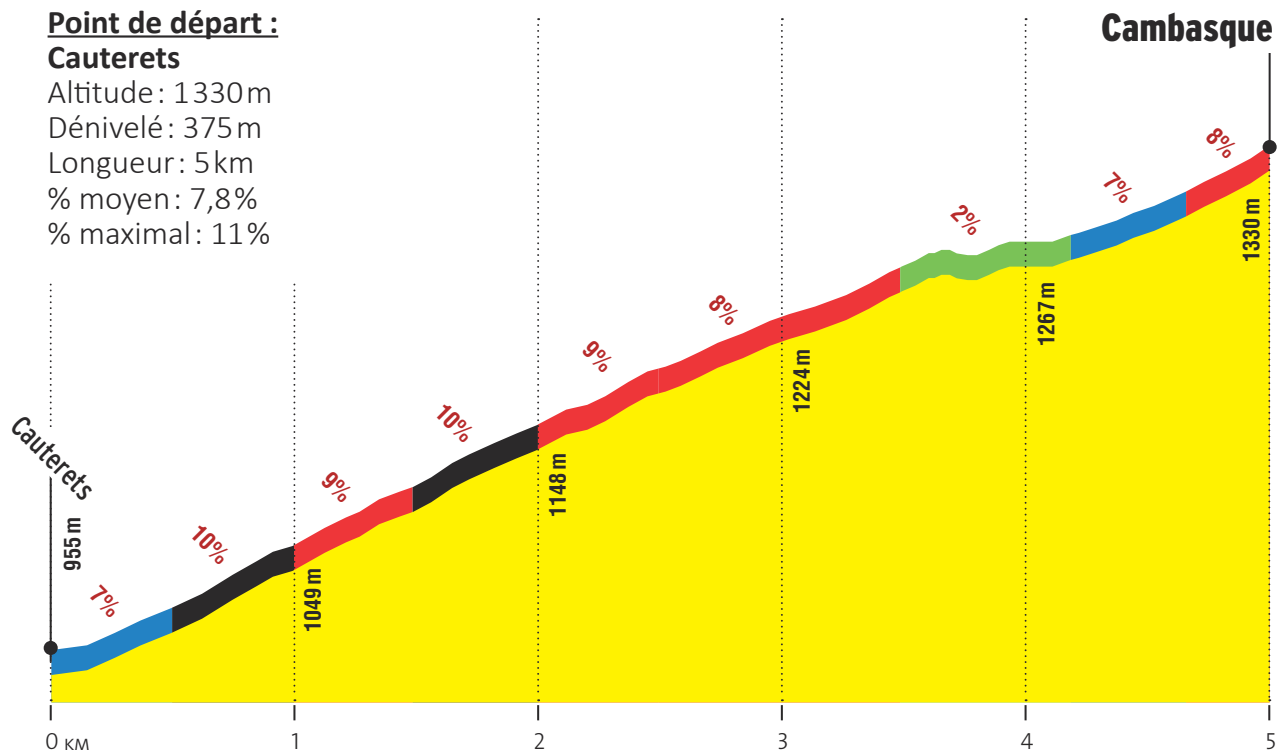 Point de départ :
Cauterets
Altitude : 1330 m
Dénivelé : 375 m
Longueur : 5 km
% moyen : 7,8%
% maximal : 11%
Cambasque
Cauterets
955 m
7%
10%
1049 m
9%
10%
1148 m
9%
8%
1224 m
2%
1267 m
7%
8%
1330 m
0 KM
1
2
3
4
5